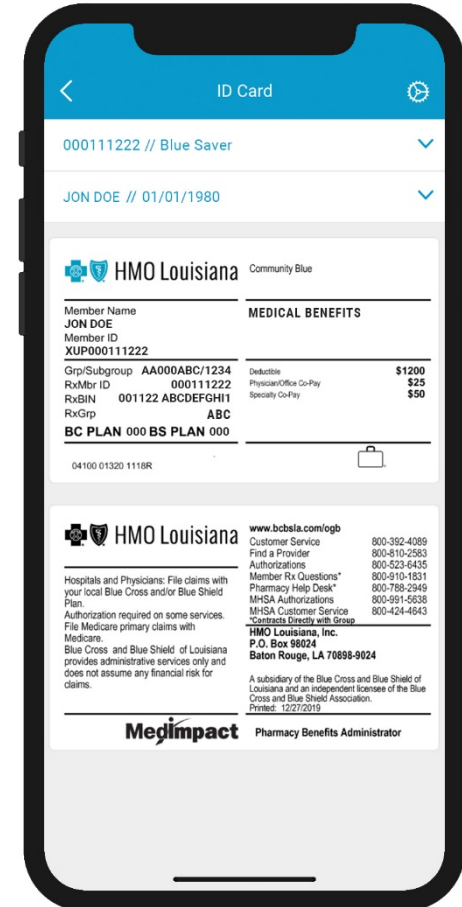 ID Card
000111222 // Blue Saver
JON DOE // 01/01/1980
HMO Louisiana
Community Blue
Member Name
JON DOE
Member ID
XUP000111222
MEDICAL BENEFITS
Grp/Subgroup AA000ABC/1234
RxMbr ID 000111222
RxBIN 001122 ABCDEFGHI1
RxGrp ABC
BC PLAN 000 BS PLAN 000
Deductible $1200
Physician/Office Co-Pay $25
Specialty Co-Pay $50
04100 01320 1118R
HMO Louisiana
Hospitals and Physicians: File claims with
your local Blue Cross and/or Blue Shield
Plan.
Authorization required on some services.
File Medicare primary claims with
Medicare.
Blue Cross and Blue Shield of Louisiana
provides administrative services only and
does not assume any financial risk for
claims.
www.bcbsla.com/ogb
Customer Service 800-392-4089
Find a Provider 800-810-2583
Authorizations 800-523-6435
Member Rx Questions* 800-910-1831
Pharmacy Help Desk* 800-788-2949
MHSA Authorizations 800-991-5638
MHSA Customer Service 800-424-4643
*Contracts Directly with Group
HMO Louisiana, Inc.
P.O. Box 98024
Baton Rouge, LA 70898-9024
A subsidiary of the Blue Cross and Blue Shield of
Louisiana and an independent licensee of the Blue
Cross and Blue Shield Association.
Printed: 12/27/2019
Medimpact
Pharmacy Benefits Administrator